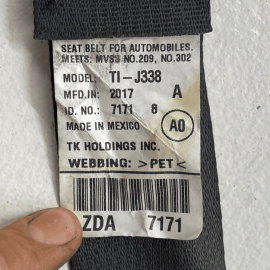 SEAT BELT FOR AUTOMOBILES.
MEETS: MVSS NO.209, NO.302
MODEL: TI-J338
MFD.IN: 2017 A
ID. NO.: 7171 8
MADE IN MEXICO AO
TK HOLDINGS INC.
WEBBING: >PET<
ZDA 7171